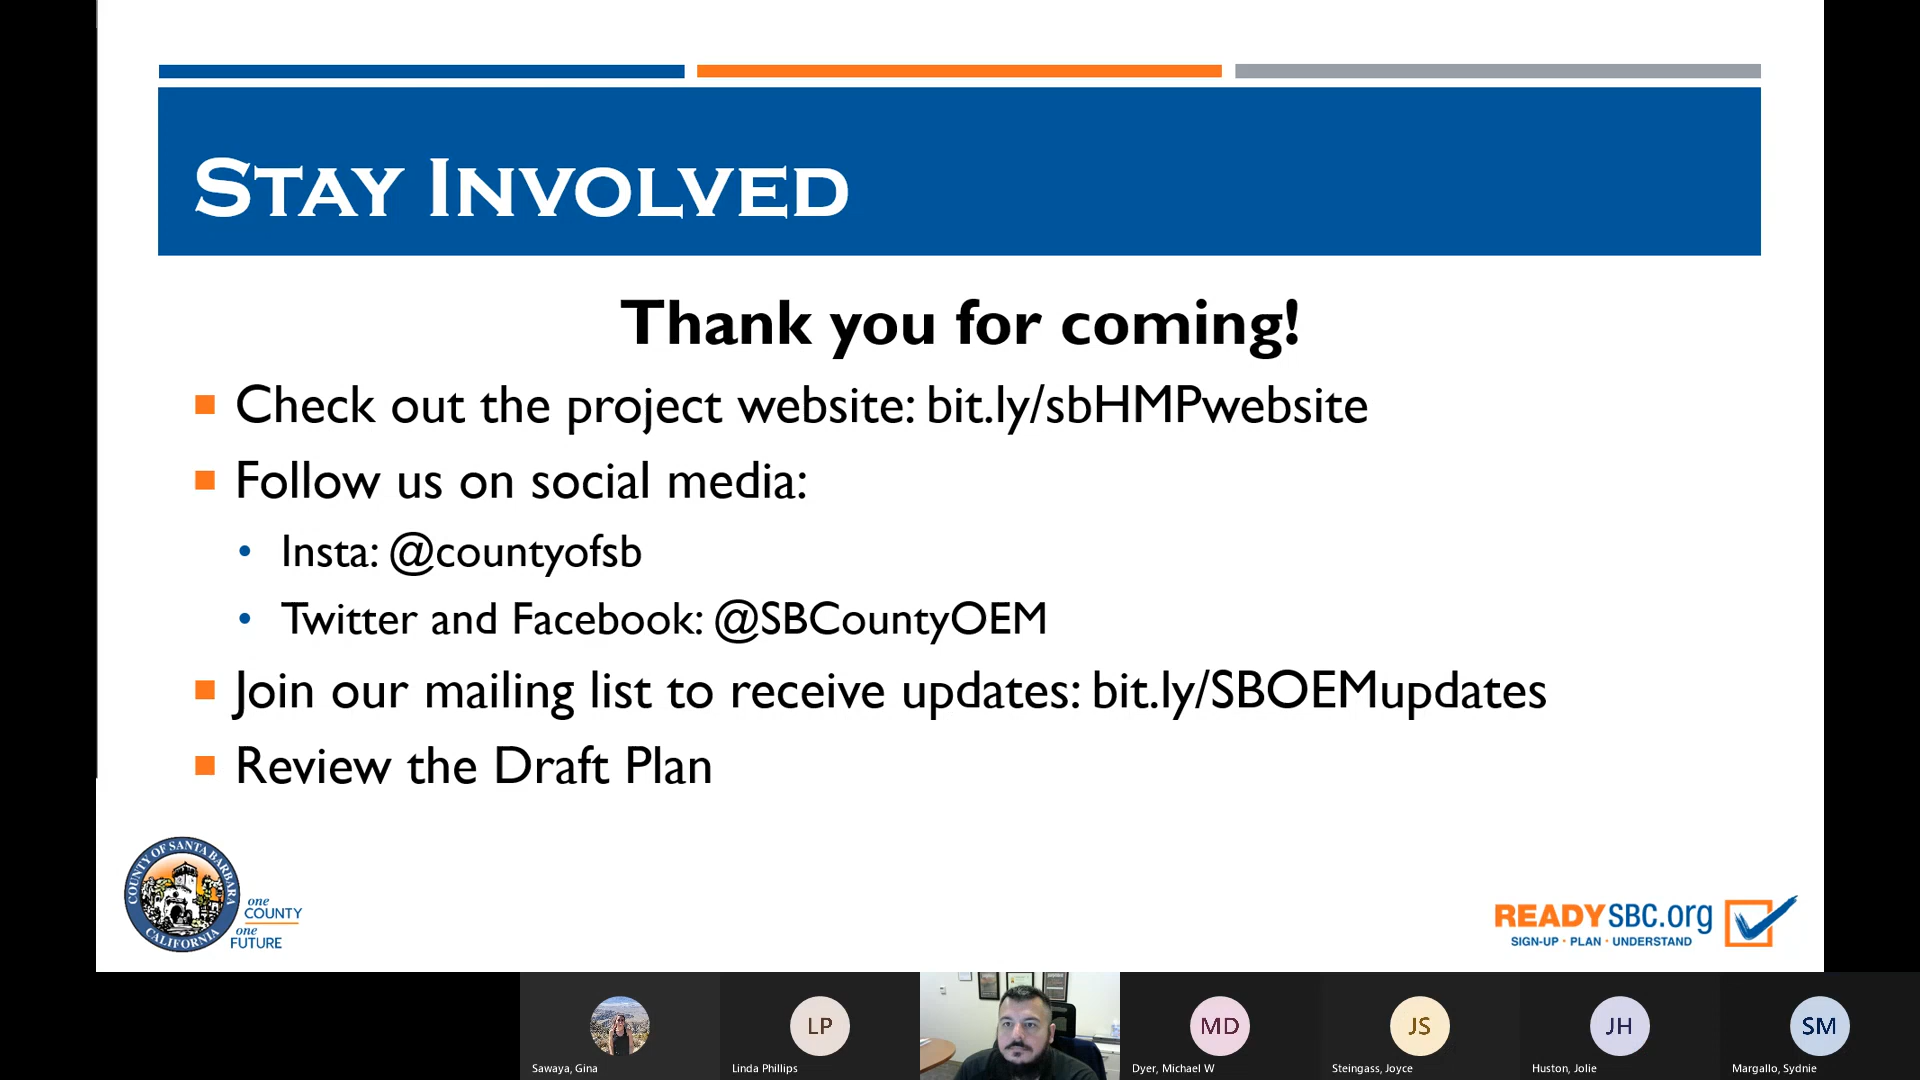 STAY INVOLVED
Thank you for coming!
Check out the project website: bit.ly/sbHMPwebsite
Follow us on social media:
Insta: @countyofsb
Twitter and Facebook: @SBCountyOEM
Join our mailing list to receive updates: bit.ly/SBOEMupdates
Review the Draft Plan
COUNTY OF SANTA BARBARA
CALIFORNIA
one
COUNTY
one
FUTURE
READYSBC.org
SIGN-UP · PLAN · UNDERSTAND
LP
MD
JS
JH
SM
Sawaya, Gina
Linda Phillips
Dyer, Michael W
Steingass, Joyce
Huston, Jolie
Margallo, Sydnie